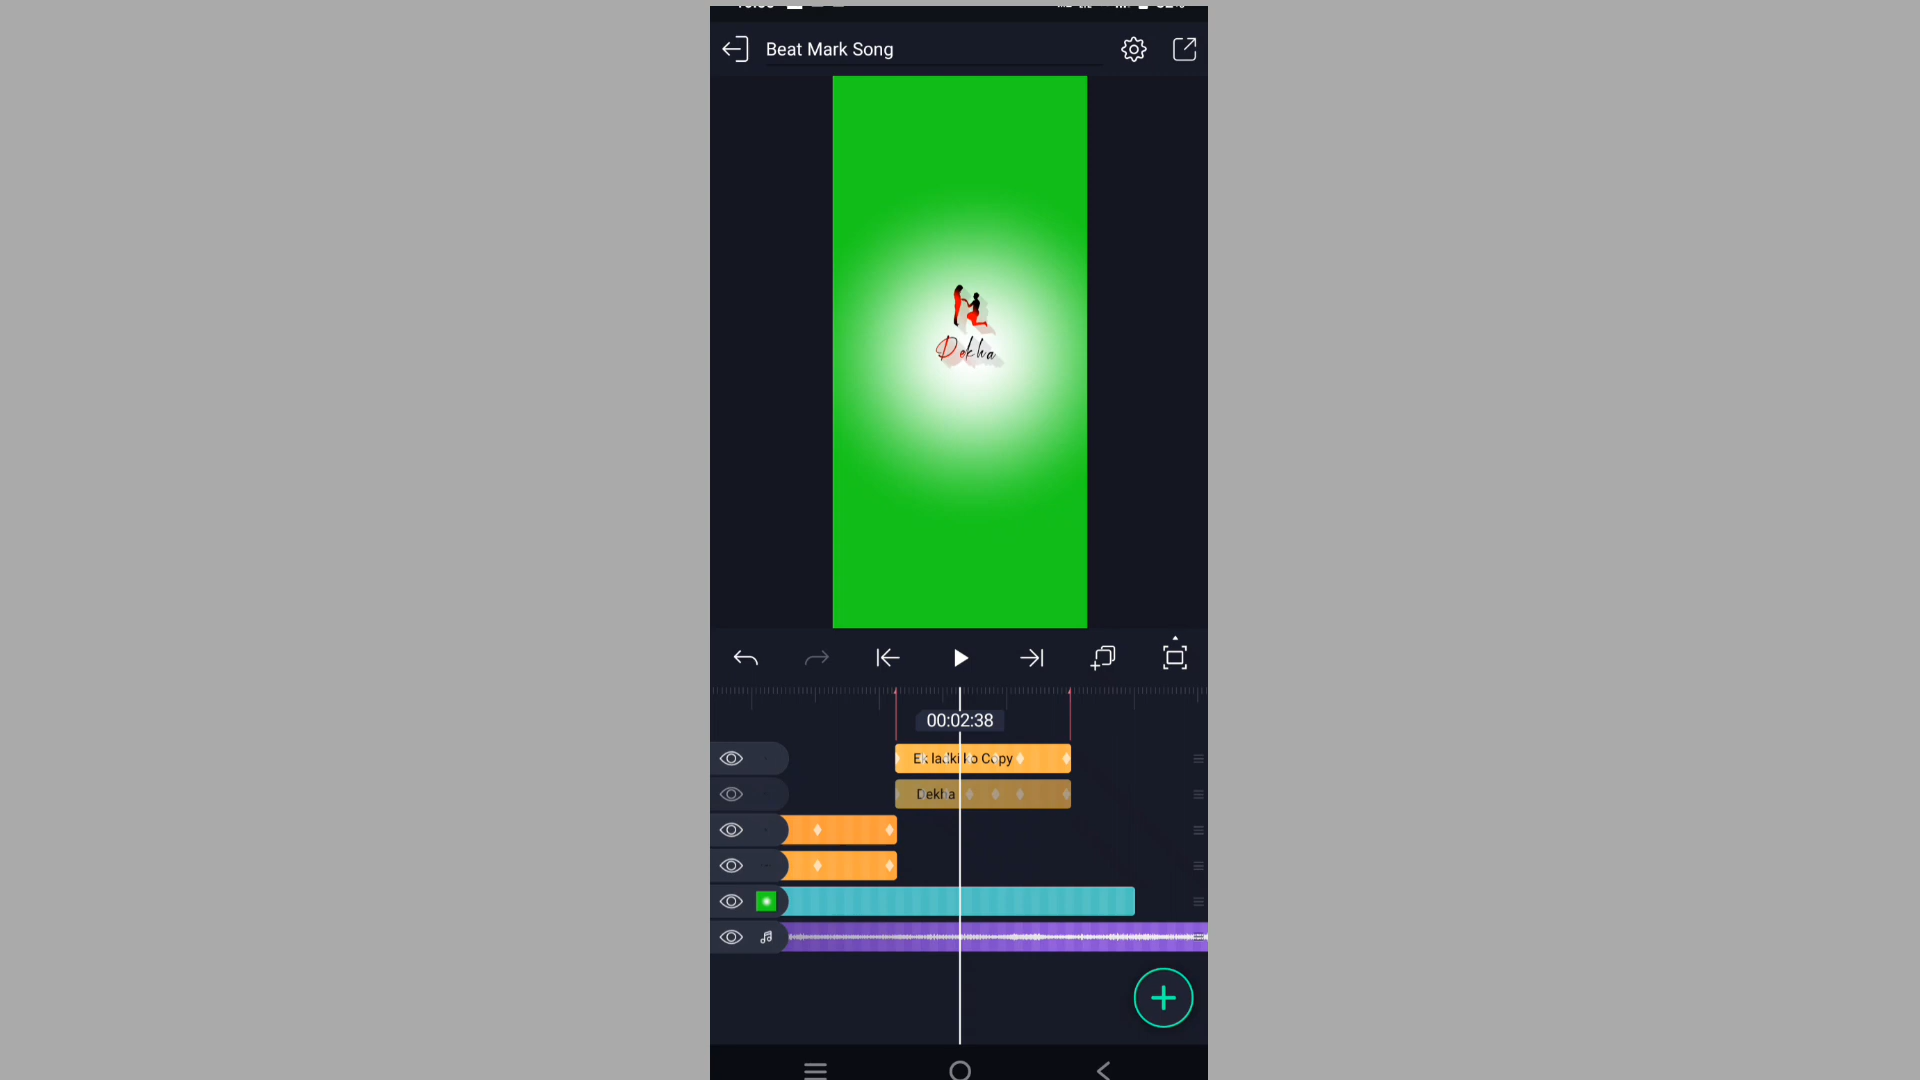 Beat Mark Song
Dekha
00:02:38
Ek ladki ko Copy
Dekha